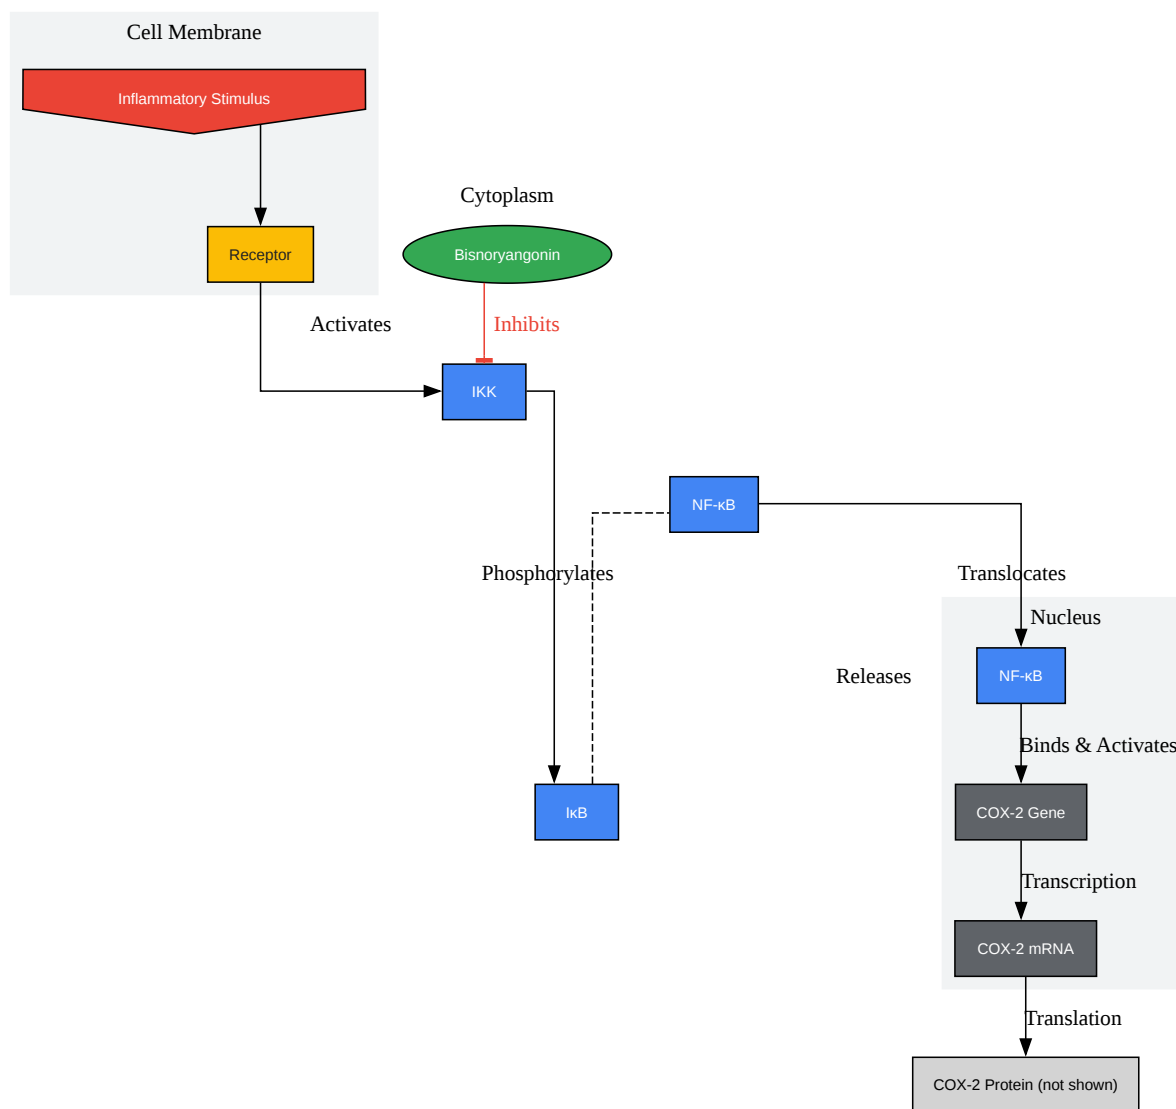 Cell Membrane
Inflammatory Stimulus
Cytoplasm
Receptor
Bisnoryangonin
Activates
Inhibits
IKK
NF-κB
Phosphorylates
Translocates
Nucleus
Releases
NF-κB
Binds & Activates
IκB
COX-2 Gene
Transcription
COX-2 mRNA
Translation
COX-2 Protein (not shown)